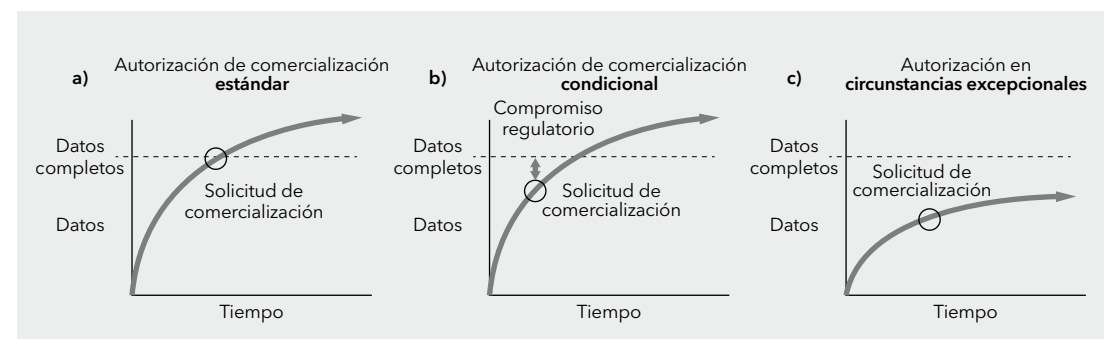 a)
Autorización de comercialización
estándar
Datos
completos
Solicitud de
comercialización
Datos
Tiempo
b)
Autorización de comercialización
condicional
Compromiso
regulatorio
Datos
completos
Solicitud de
comercialización
Datos
Tiempo
c)
Autorización en
circunstancias excepcionales
Datos
completos
Solicitud de
comercialización
Datos
Tiempo